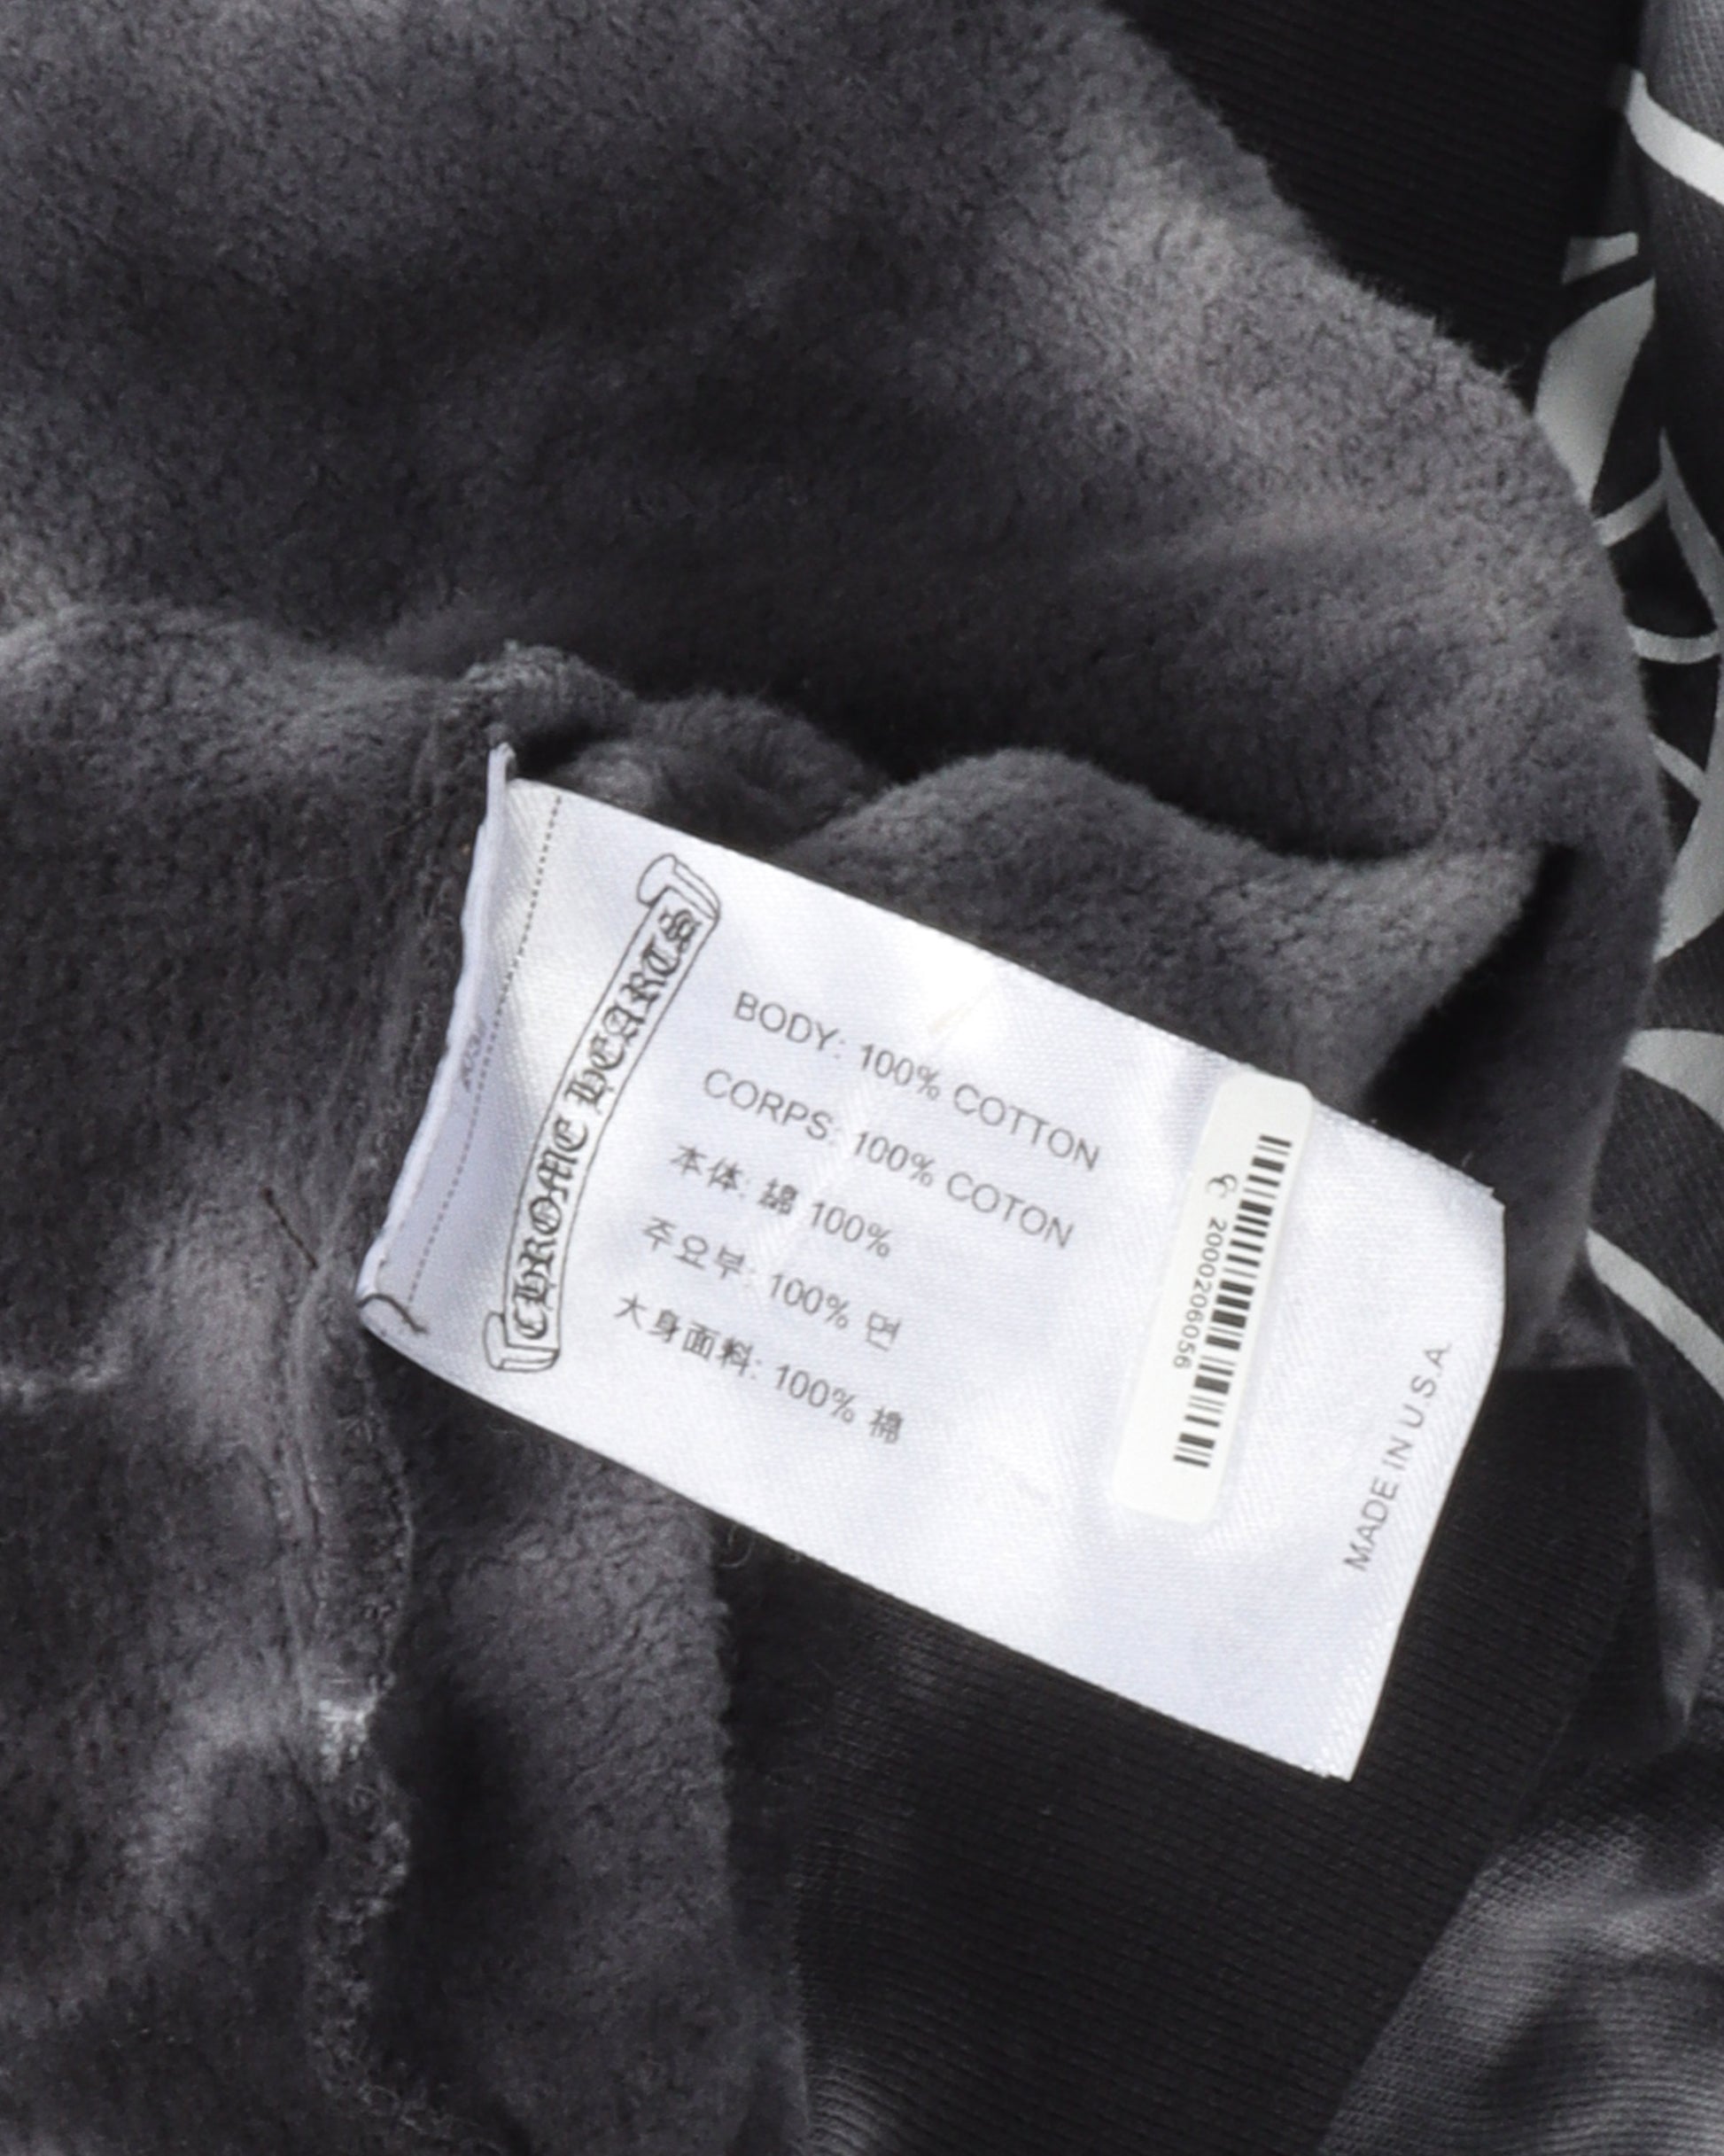 CHROME HEARTS
BODY: 100% COTTON
CORPS: 100% COTON
本体: 綿 100%
주요부: 100% 면
大身面料: 100% 棉
2000206056
MADE IN U.S.A.